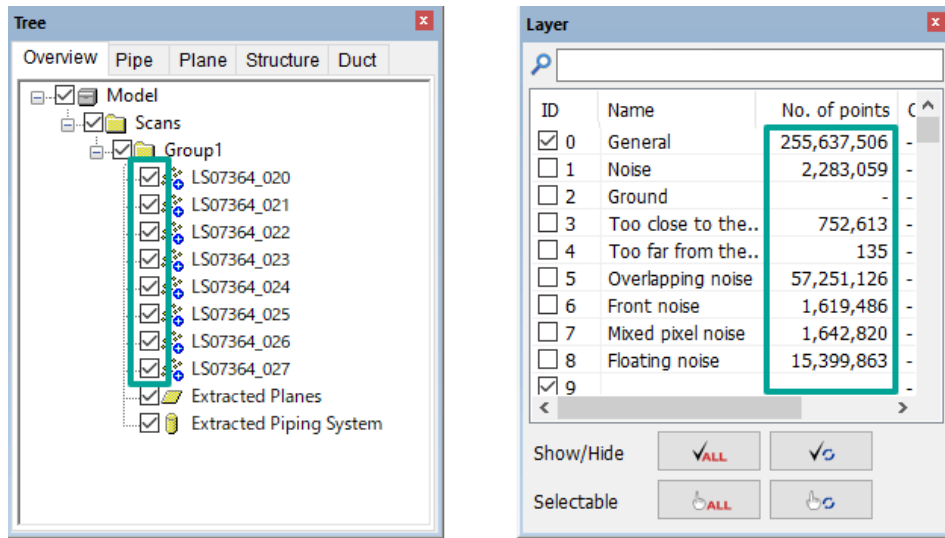 Tree
Overview Pipe Plane Structure Duct
Model
Scans
Group1
LS07364_020
LS07364_021
LS07364_022
LS07364_023
LS07364_024
LS07364_025
LS07364_026
LS07364_027
Extracted Planes
Extracted Piping System
Layer
ID Name No. of points
0 General 255,637,506 -
1 Noise 2,283,059 -
2 Ground - -
3 Too close to the.. 752,613 -
4 Too far from the.. 135 -
5 Overlapping noise 57,251,126 -
6 Front noise 1,619,486 -
7 Mixed pixel noise 1,642,820 -
8 Floating noise 15,399,863 -
9 -
Show/Hide ALL
Selectable ALL